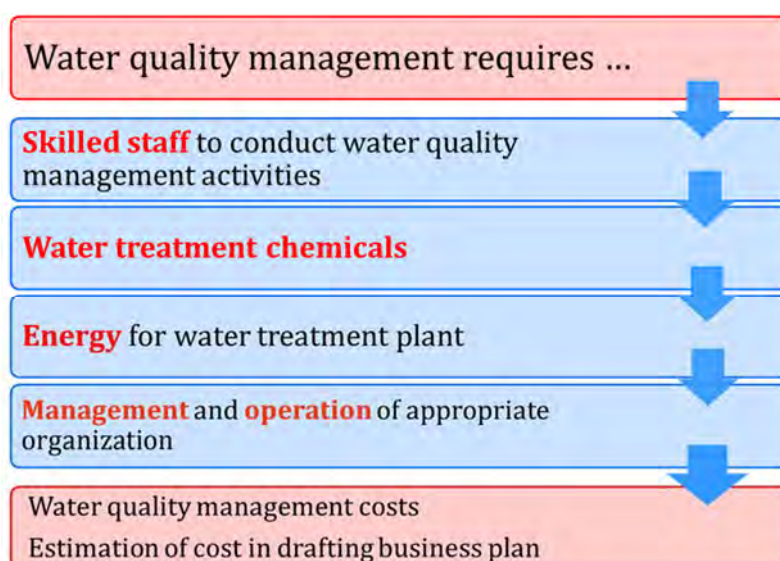 Water quality management requires ...
Skilled staff to conduct water quality
management activities
Water treatment chemicals
Energy for water treatment plant
Management and operation of appropriate
organization
Water quality management costs
Estimation of cost in drafting business plan